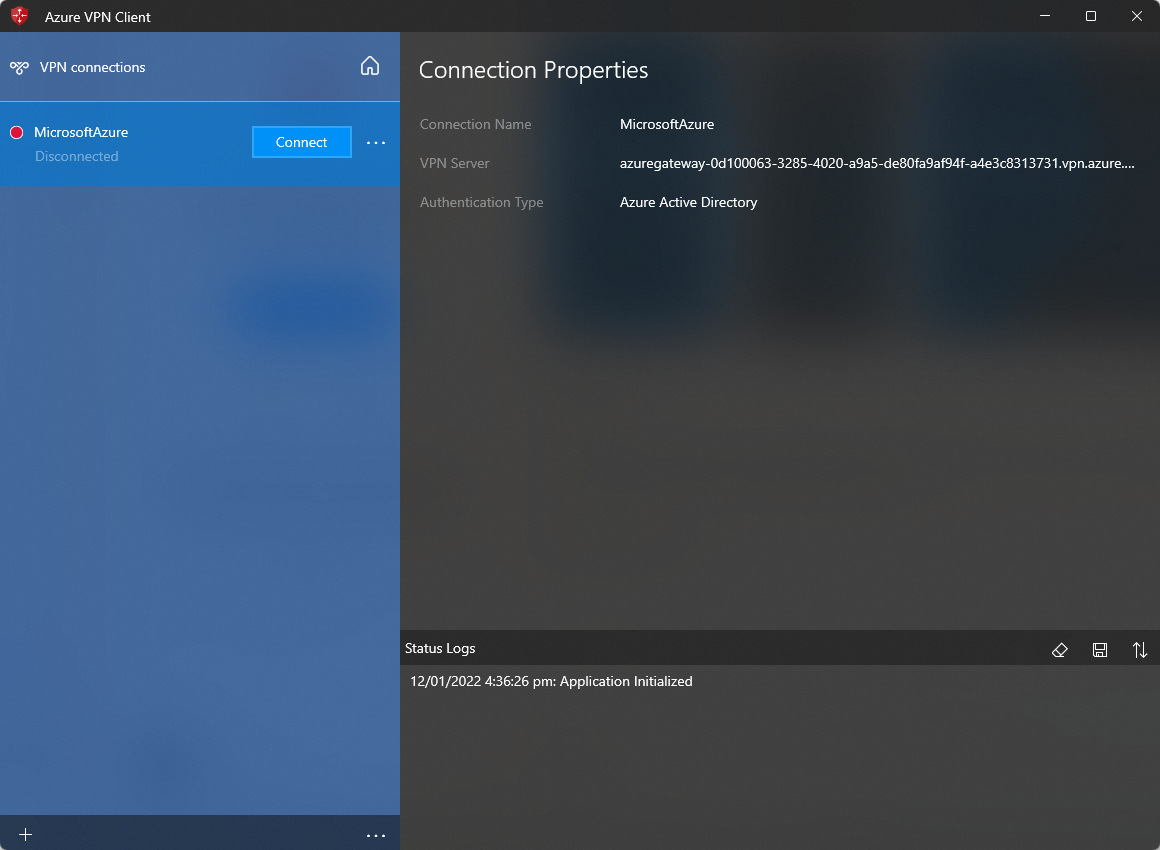 Azure VPN Client
VPN connections
MicrosoftAzure
Disconnected
Connect
Connection Properties
Connection Name MicrosoftAzure
VPN Server azuregateway-0d100063-3285-4020-a9a5-de80fa9af94f-a4e3c8313731.vpn.azure....
Authentication Type Azure Active Directory
Status Logs
12/01/2022 4:36:26 pm: Application Initialized